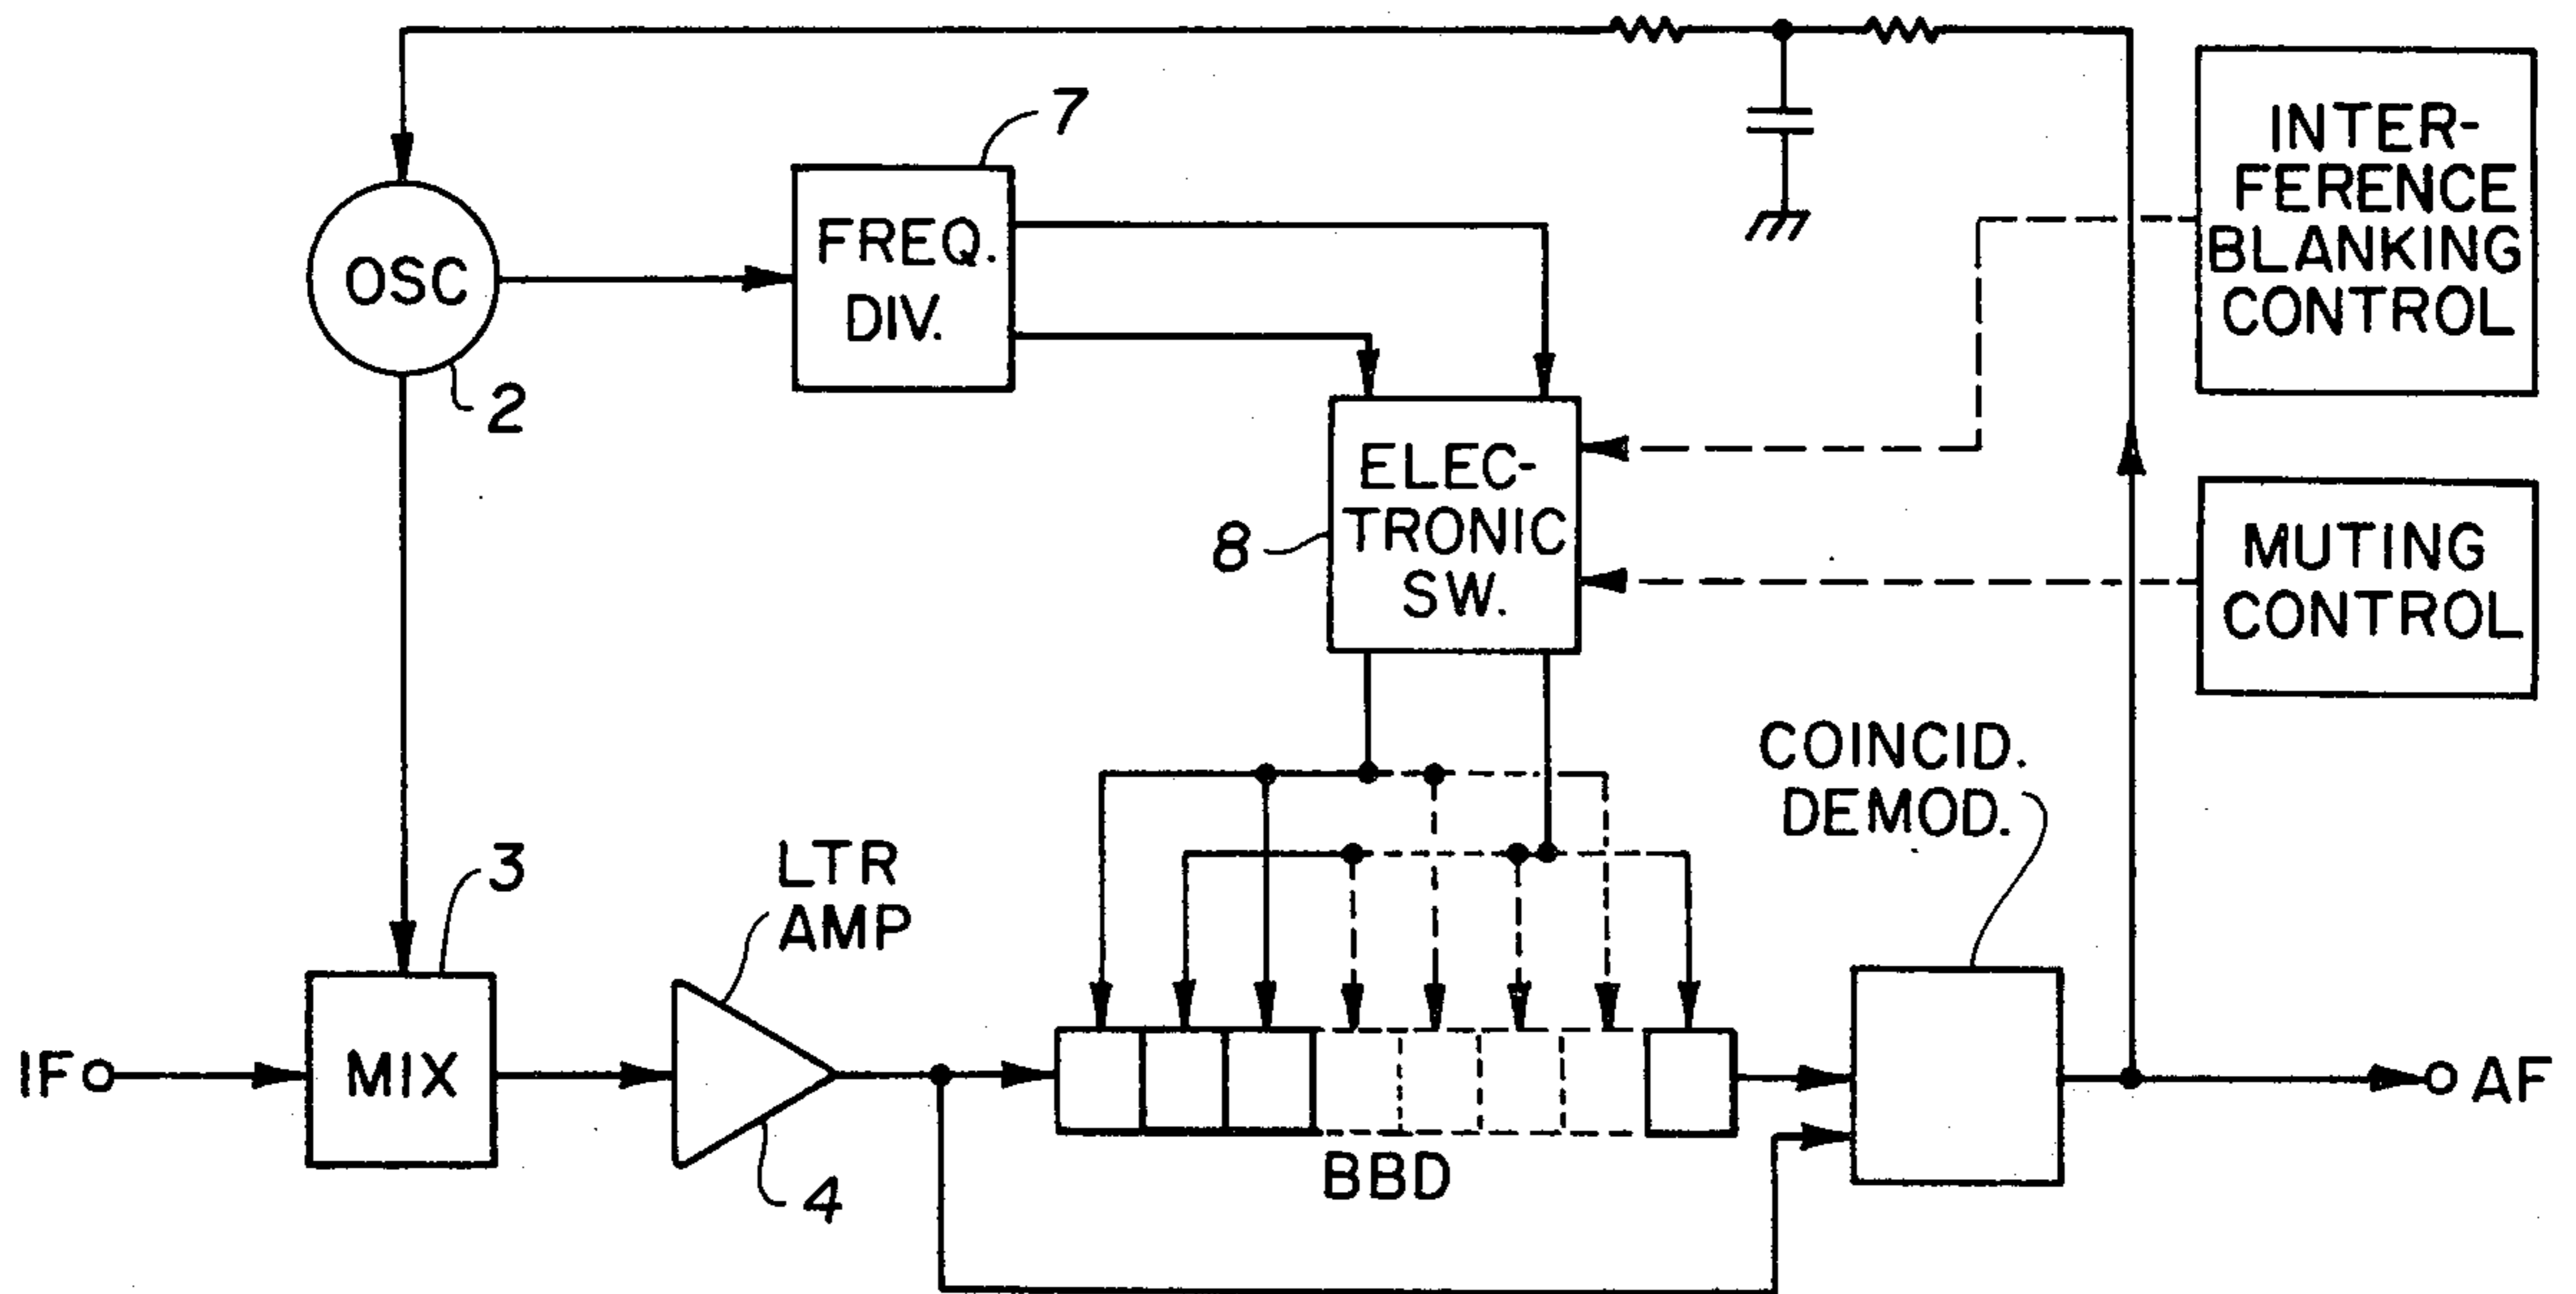 7
INTER-
FERENCE
BLANKING
CONTROL
OSC
FREQ.
DIV.
2
ELEC-
TRONIC
SW.
8
MUTING
CONTROL
COINCID.
DEMOD.
LTR
AMP
3
IF
MIX
4
BBD
AF